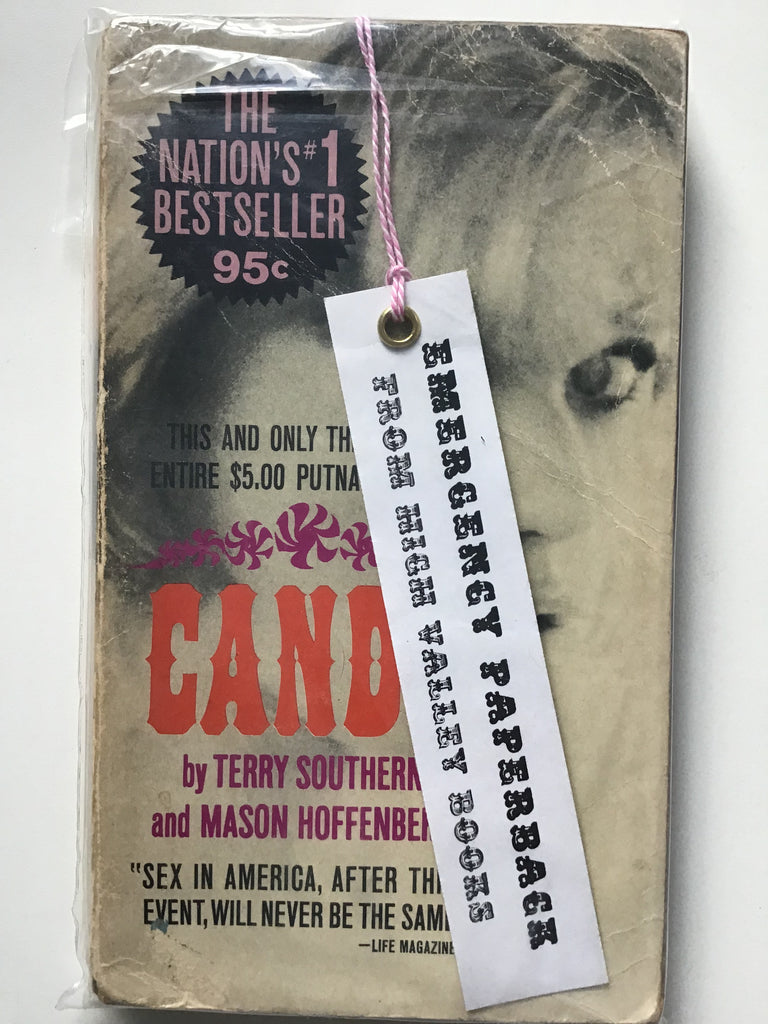 THE
NATION'S #1
BESTSELLER
95c
THIS AND ONLY TH
ENTIRE $5.00 PUTNA
CAND
by TERRY SOUTHERN
and MASON HOFFENBE
"SEX IN AMERICA, AFTER TH
EVENT, WILL NEVER BE THE SAM
—LIFE MAGAZINE
EMERGENCY PAPERBACK
FROM HIGH VALLEY BOOKS